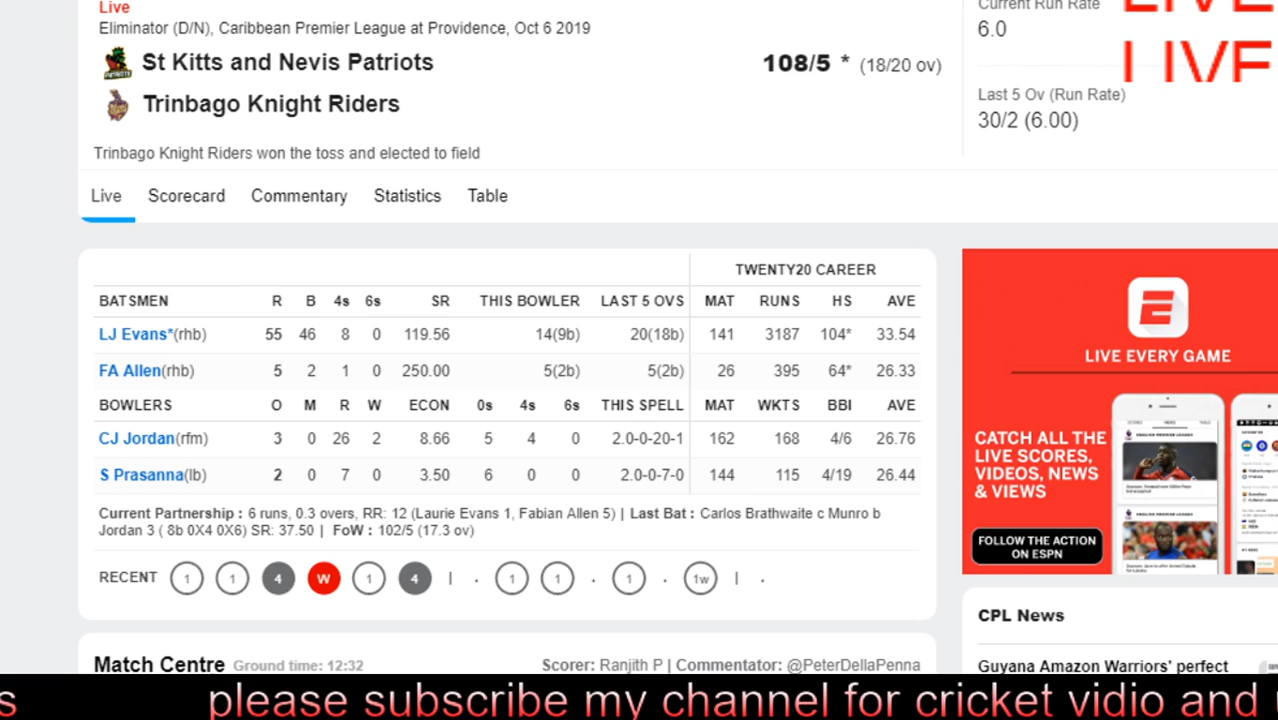 Live
Current Run Rate
LIVE
Eliminator (D/N), Caribbean Premier League at Providence, Oct 6 2019
6.0
St Kitts and Nevis Patriots 108/5 * (18/20 ov)
LIVE
Last 5 Ov (Run Rate)
Trinbago Knight Riders
30/2 (6.00)
Trinbago Knight Riders won the toss and elected to field
Live Scorecard Commentary Statistics Table
TWENTY20 CAREER
BATSMEN R B 4s 6s SR THIS BOWLER LAST 5 OVS MAT RUNS HS AVE
LJ Evans*(rhb) 55 46 8 0 119.56 14(9b) 20(18b) 141 3187 104* 33.54
FA Allen(rhb) 5 2 1 0 250.00 5(2b) 5(2b) 26 395 64* 26.33
BOWLERS O M R W ECON 0s 4s 6s THIS SPELL MAT WKTS BBI AVE
CJ Jordan(rfm) 3 0 26 2 8.66 5 4 0 2.0-0-20-1 162 168 4/6 26.76
S Prasanna(lb) 2 0 7 0 3.50 6 0 0 2.0-0-7-0 144 115 4/19 26.44
Current Partnership : 6 runs, 0.3 overs, RR: 12 (Laurie Evans 1, Fabian Allen 5) | Last Bat : Carlos Brathwaite c Munro b
Jordan 3 ( 8b 0X4 0X6) SR: 37.50 | FoW : 102/5 (17.3 ov)
RECENT 1 1 4 W 1 4 | . 1 1 . 1 . 1w | .
E
LIVE EVERY GAME
CATCH ALL THE
LIVE SCORES,
VIDEOS, NEWS
& VIEWS
FOLLOW THE ACTION
ON ESPN
CPL News
Guyana Amazon Warriors' perfect
Match Centre Ground time: 12:32 Scorer: Ranjith P | Commentator: @PeterDellaPenna
s please subscribe my channel for cricket vidio and